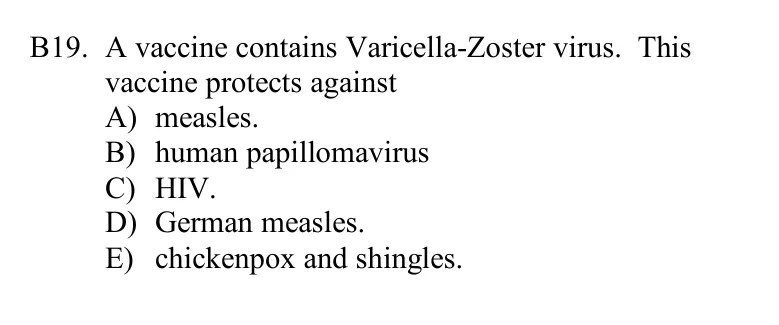 B19. A vaccine contains Varicella-Zoster virus. This
vaccine protects against
A) measles.
B) human papillomavirus
C) HIV.
D) German measles.
E) chickenpox and shingles.